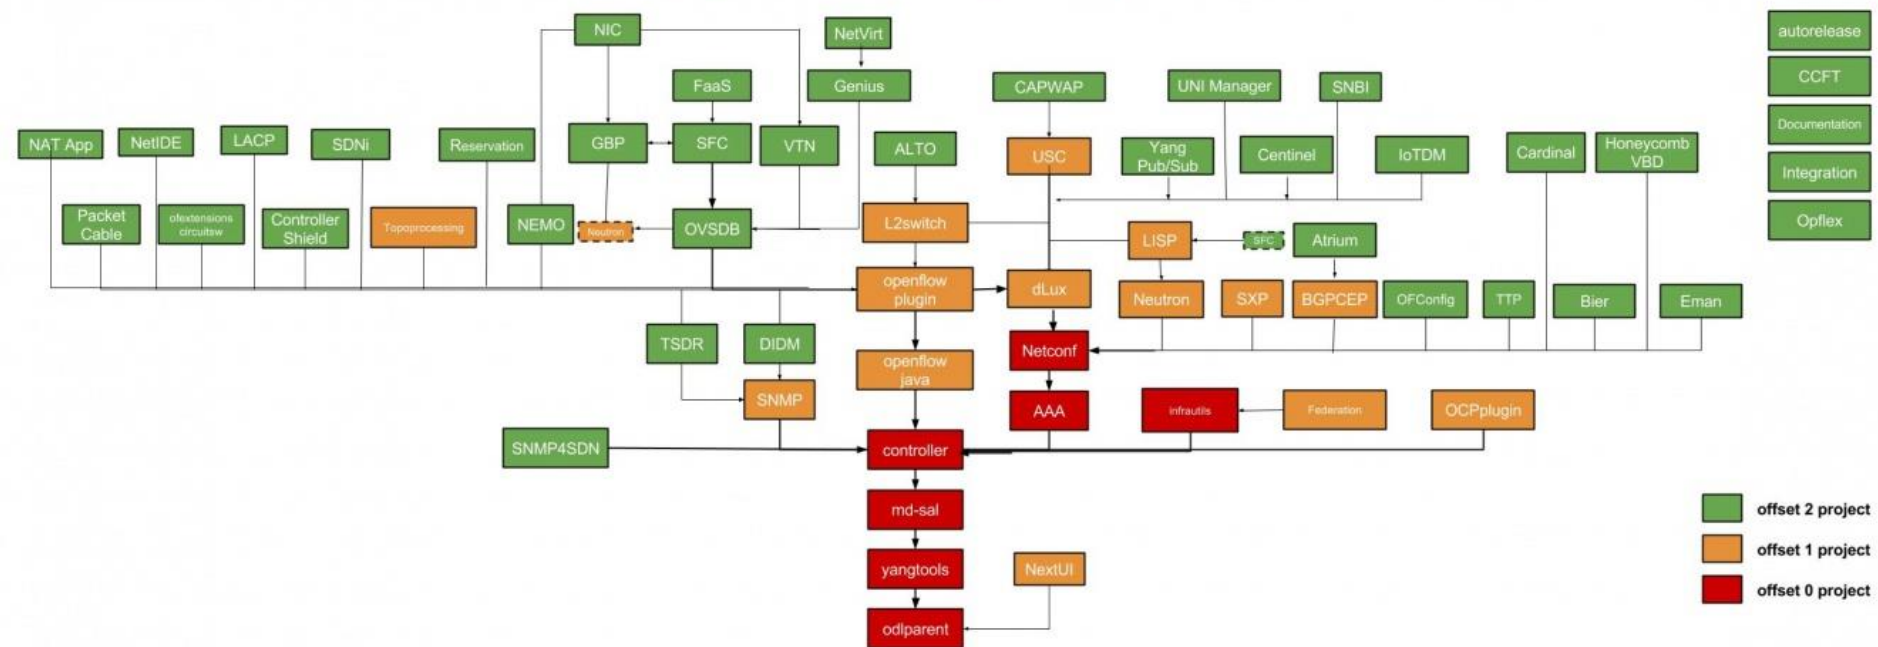 NIC
NetVirt
autorelease
FaaS
Genius
CAPWAP
UNI Manager
SNBI
CCFT
NAT App
NetIDE
LACP
SDNi
Reservation
GBP
SFC
VTN
ALTO
USC
Yang
Pub/Sub
Centinel
IoTDM
Cardinal
Honeycomb
VBD
Documentation
Integration
Packet
Cable
ofextensions
circuitsw
Controller
Shield
Topoprocessing
NEMO
Neutron
OVSDB
L2switch
LISP
SFC
Atrium
Opflex
openflow
plugin
dLux
Neutron
SXP
BGPCEP
OFConfig
TTP
Bier
Eman
TSDR
DIDM
openflow
java
Netconf
SNMP
AAA
infrautils
Federation
OCPplugin
SNMP4SDN
controller
md-sal
offset 2 project
yangtools
NextUI
offset 1 project
offset 0 project
odlparent